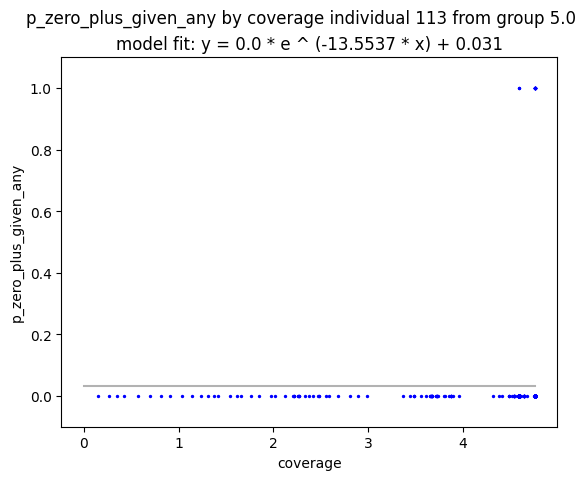 p_zero_plus_given_any by coverage individual 113 from group 5.0
model fit: y = 0.0 * e ^ (-13.5537 * x) + 0.031
1.0
0.8
0.6
0.4
0.2
0.0
p_zero_plus_given_any
0 1 2 3 4
coverage